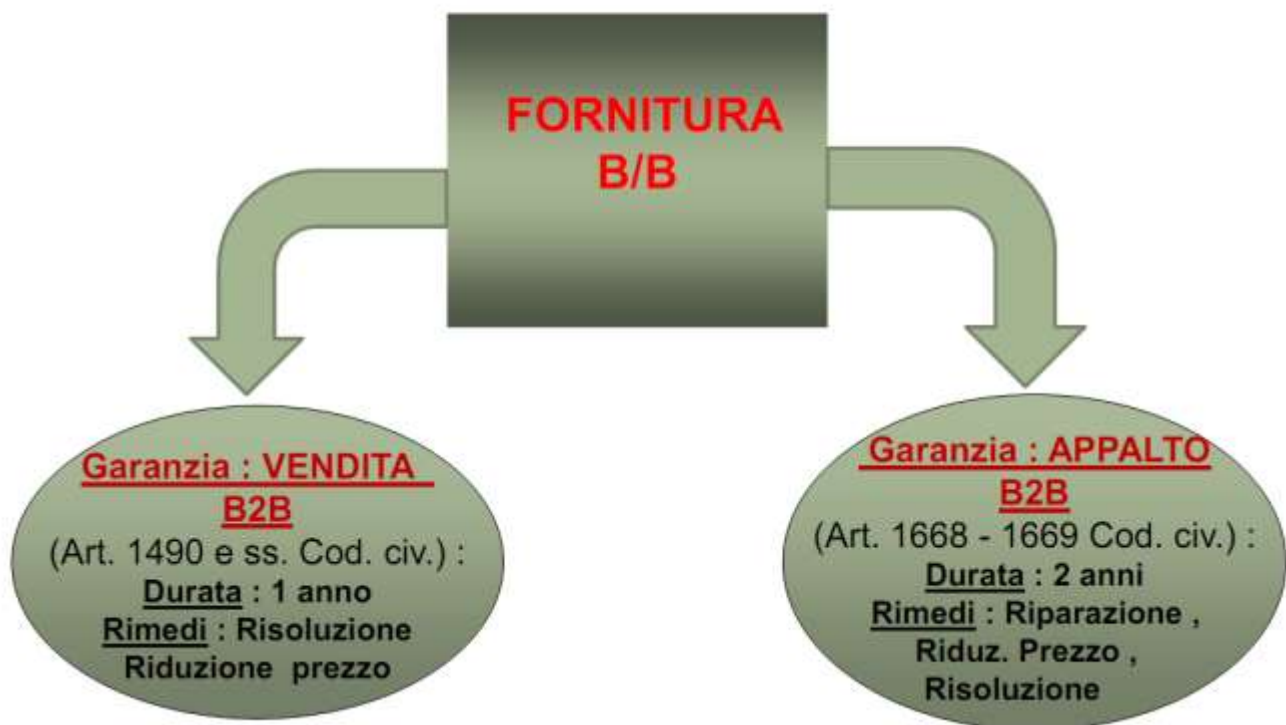 FORNITURA
B/B
Garanzia : VENDITA
B2B
(Art. 1490 e ss. Cod. civ.) :
Durata : 1 anno
Rimedi : Risoluzione
Riduzione prezzo
Garanzia : APPALTO
B2B
(Art. 1668 - 1669 Cod. civ.) :
Durata : 2 anni
Rimedi : Riparazione ,
Riduz. Prezzo ,
Risoluzione